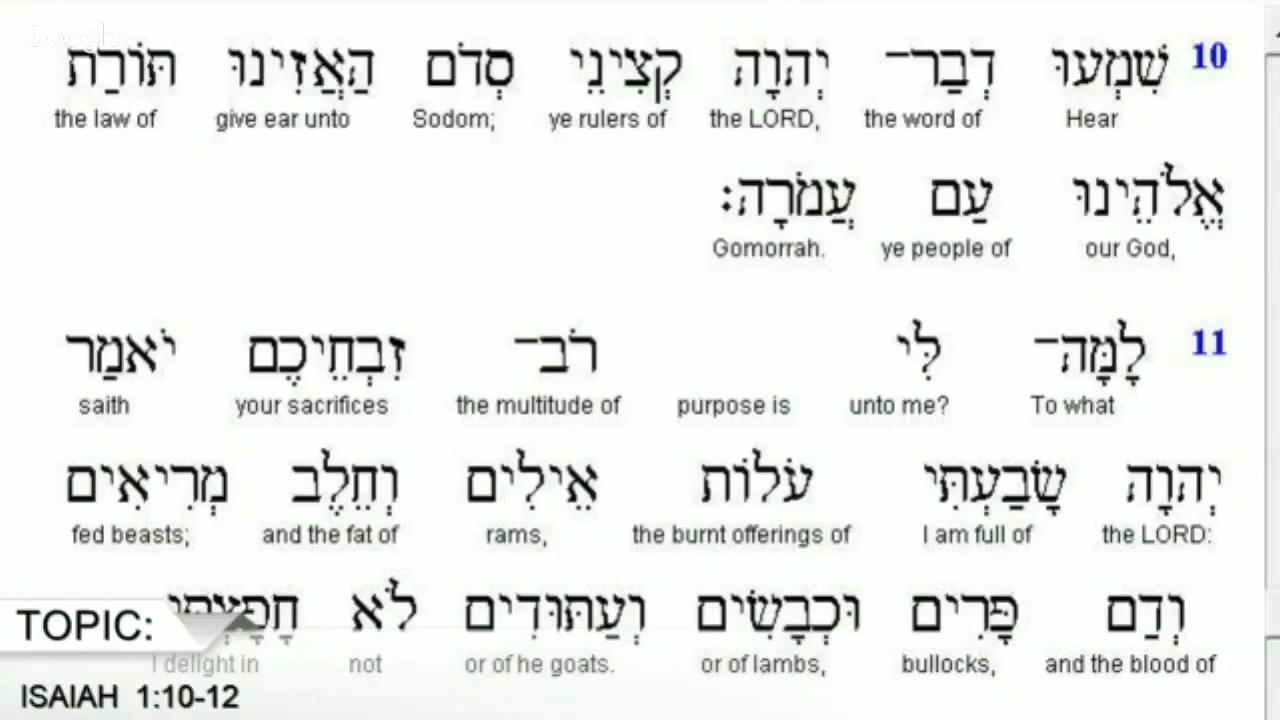 Google
10 שִׁמְעוּ דְבַר־ יְהוָה קְצִינֵי סְדֹם הַאֲזִינוּ תּוֹרַת
Hear the word of the LORD, ye rulers of Sodom; give ear unto the law of
אֱלֹהֵינוּ עַם עֲמֹרָה׃
our God, ye people of Gomorrah.
11 לָמָּה־ לִּי רֹב־ זִבְחֵיכֶם יֹאמַר
To what unto me? purpose is the multitude of your sacrifices saith
יְהוָה שָׂבַעְתִּי עֹלוֹת אֵילִים וְחֵלֶב מְרִיאִים
the LORD: I am full of the burnt offerings of rams, and the fat of fed beasts;
וְדַם פָּרִים וּכְבָשִׂים וְעַתּוּדִים לֹא
and the blood of bullocks, or of lambs, or of he goats. not I delight in
TOPIC:
ISAIAH 1:10-12